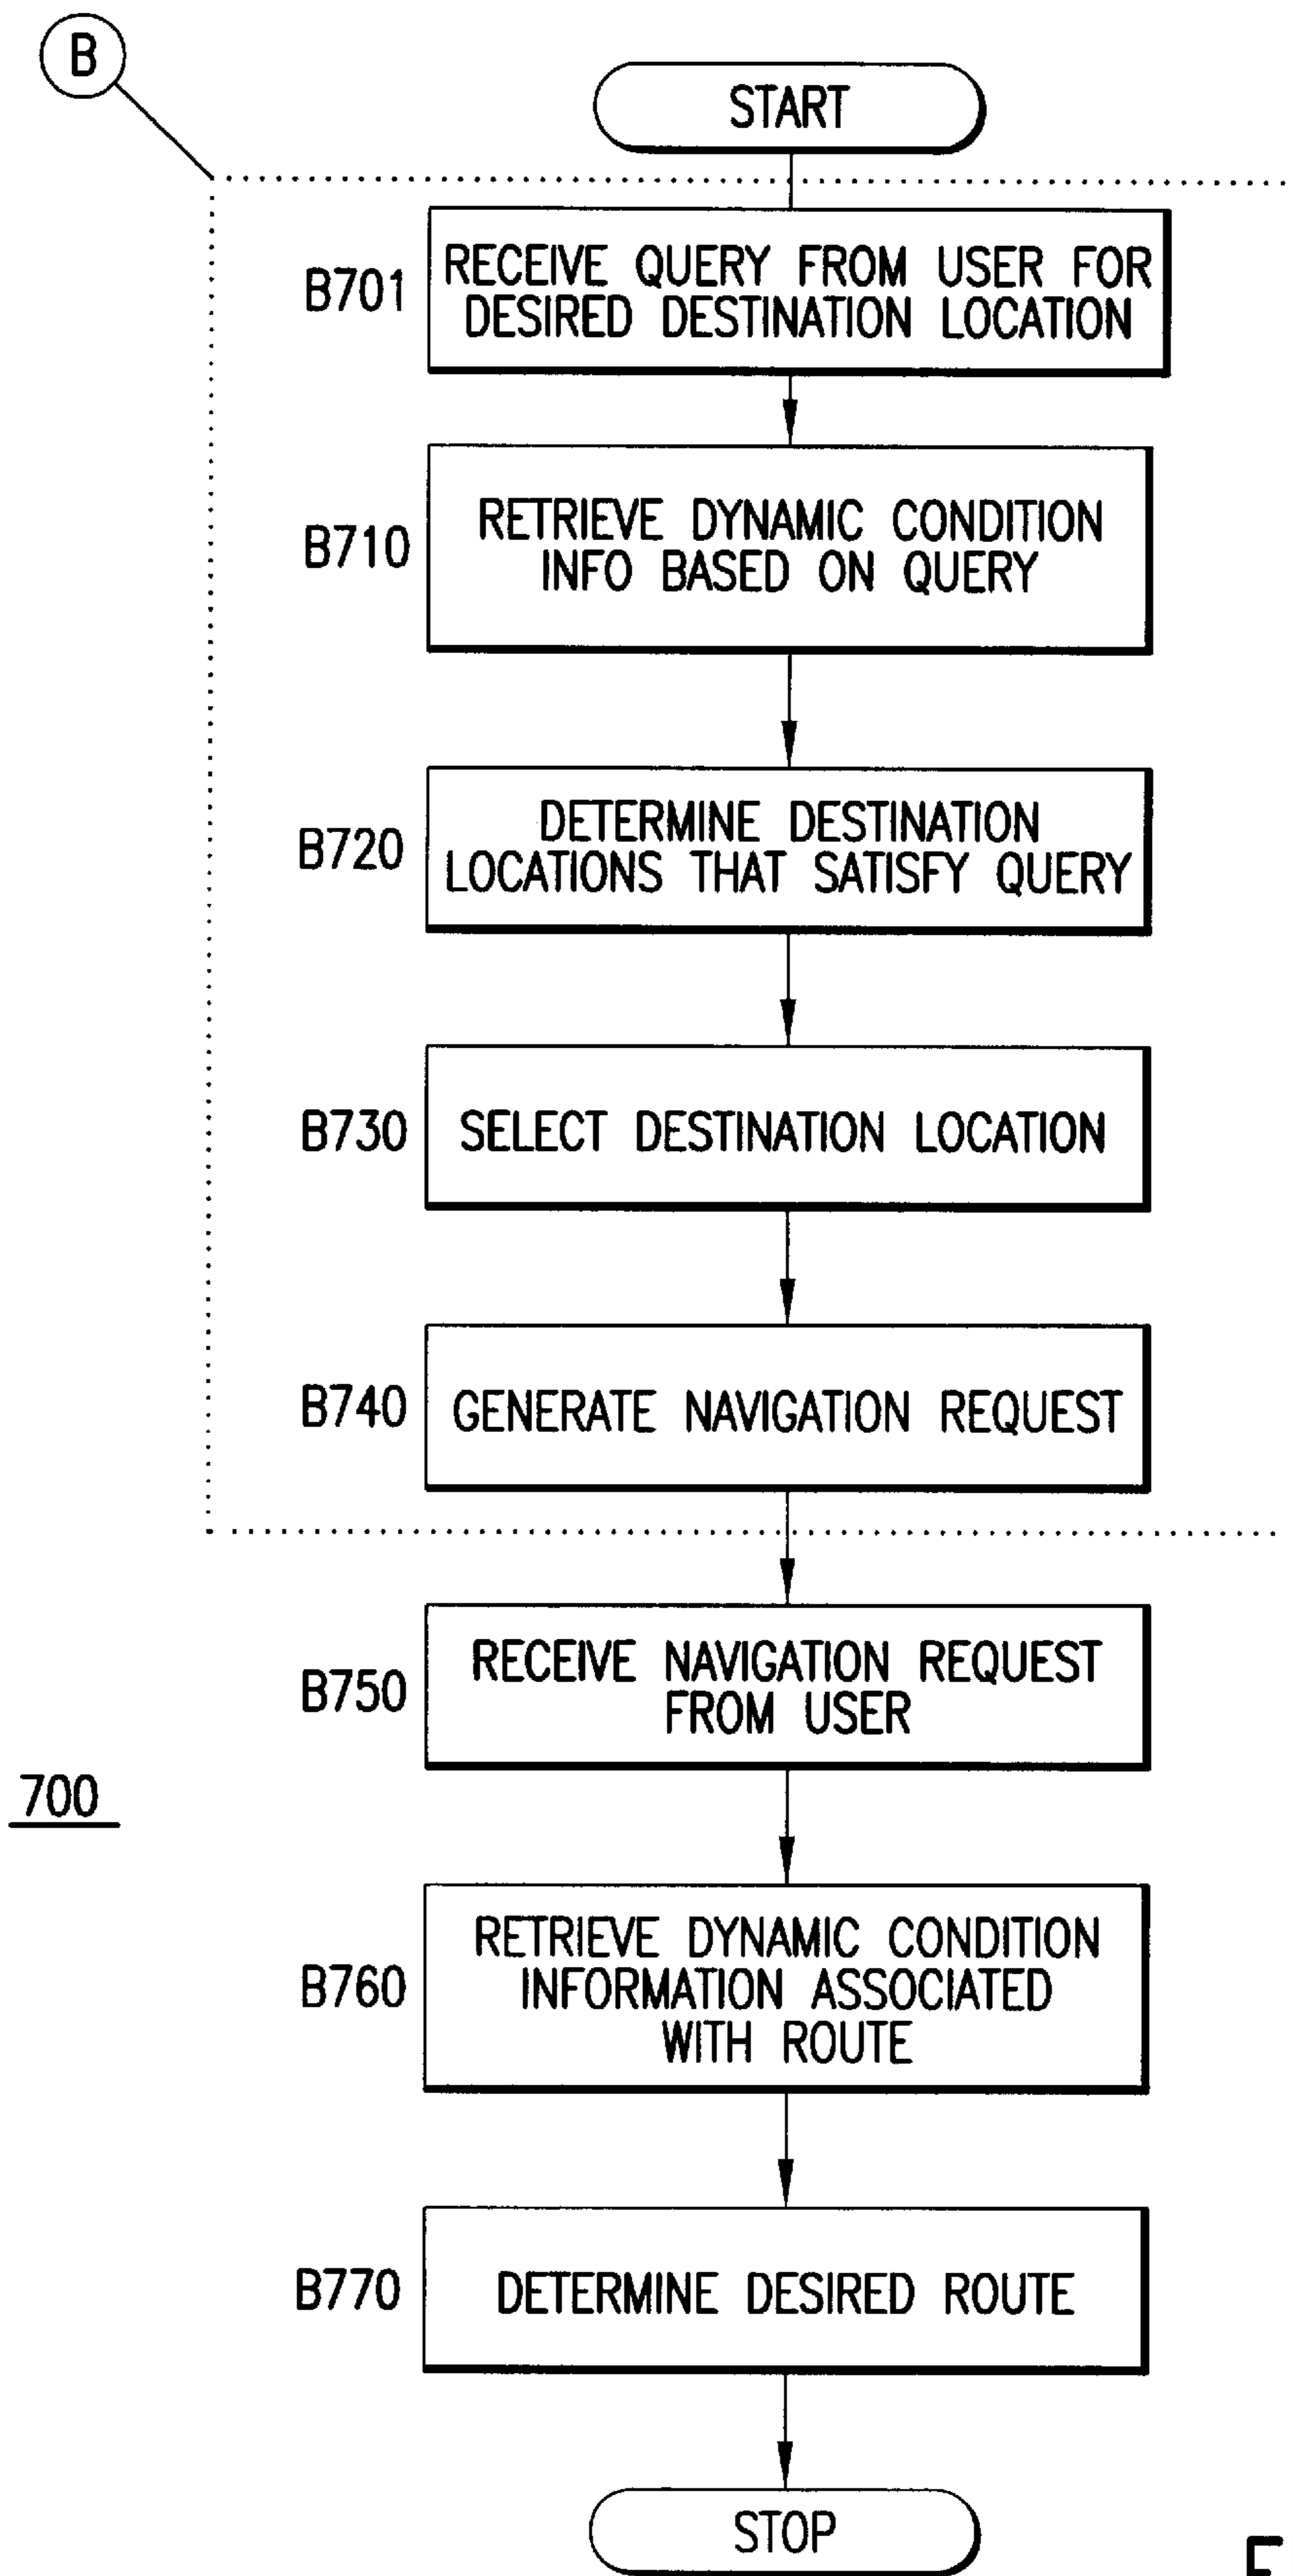 B
START
B701
RECEIVE QUERY FROM USER FOR
DESIRED DESTINATION LOCATION
B710
RETRIEVE DYNAMIC CONDITION
INFO BASED ON QUERY
B720
DETERMINE DESTINATION
LOCATIONS THAT SATISFY QUERY
B730
SELECT DESTINATION LOCATION
B740
GENERATE NAVIGATION REQUEST
B750
RECEIVE NAVIGATION REQUEST
FROM USER
700
B760
RETRIEVE DYNAMIC CONDITION
INFORMATION ASSOCIATED
WITH ROUTE
B770
DETERMINE DESIRED ROUTE
STOP